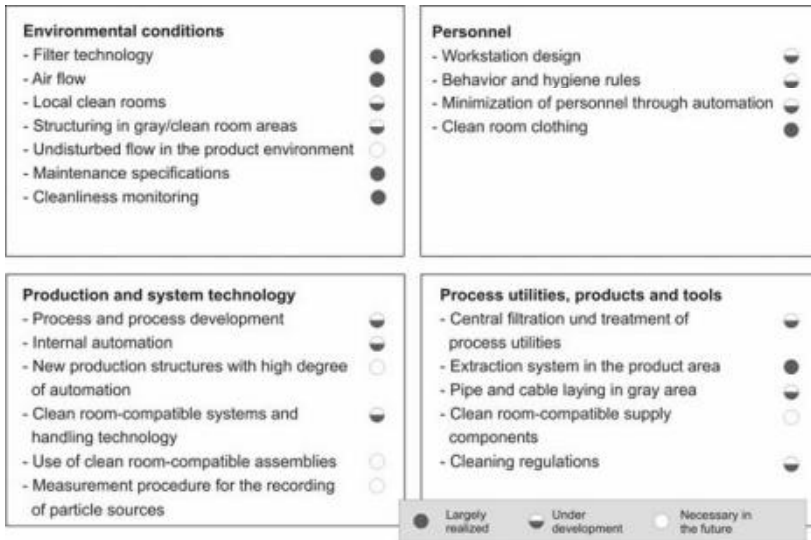 Environmental conditions
- Filter technology
- Air flow
- Local clean rooms
- Structuring in gray/clean room areas
- Undisturbed flow in the product environment
- Maintenance specifications
- Cleanliness monitoring
Personnel
- Workstation design
- Behavior and hygiene rules
- Minimization of personnel through automation
- Clean room clothing
Production and system technology
- Process and process development
- Internal automation
- New production structures with high degree
of automation
- Clean room-compatible systems and
handling technology
- Use of clean room-compatible assemblies
- Measurement procedure for the recording
of particle sources
Process utilities, products and tools
- Central filtration und treatment of
process utilities
- Extraction system in the product area
- Pipe and cable laying in gray area
- Clean room-compatible supply
components
- Cleaning regulations
Largely
realized
Under
development
Necessary in
the future